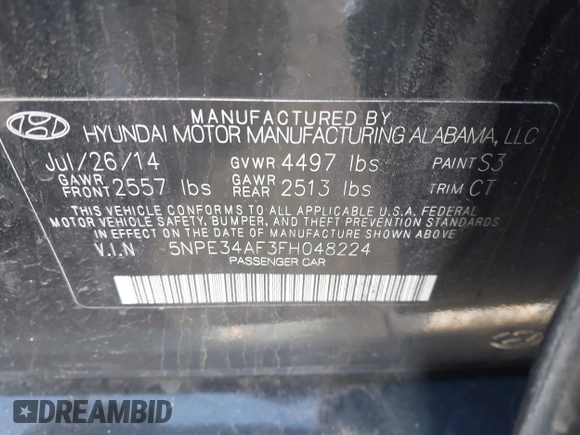 MANUFACTURED BY
HYUNDAI MOTOR MANUFACTURING ALABAMA, LLC
Jul/26/14 GVWR 4497 lbs PAINT S3
GAWR FRONT 2557 lbs GAWR REAR 2513 lbs TRIM CT
THIS VEHICLE CONFORMS TO ALL APPLICABLE U.S.A. FEDERAL
MOTOR VEHICLE SAFETY, BUMPER, AND THEFT PREVENTION STANDARDS
IN EFFECT ON THE DATE OF MANUFACTURE SHOWN ABOVE.
V.I.N 5NPE34AF3FH048224
PASSENGER CAR
DREAMBID